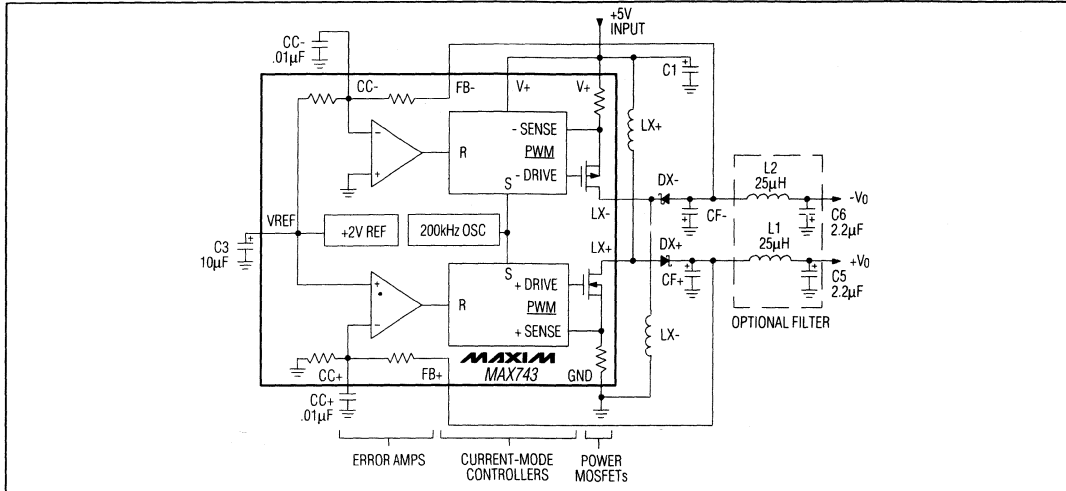 +5V
INPUT
CC-
.01µF
CC-
FB-
V+
V+
C1
LX+
- SENSE
PWM
- DRIVE
R
S
L2
25µH
DX-
CF-
-VO
C6
2.2µF
LX-
VREF
+2V REF
200kHz OSC
C3
10µF
LX+
DX+
CF+
L1
25µH
+VO
C5
2.2µF
S
+ DRIVE
PWM
R
+ SENSE
OPTIONAL FILTER
LX-
MAXIM
MAX743
CC+
FB+
GND
CC+
.01µF
ERROR AMPS
CURRENT-MODE
CONTROLLERS
POWER
MOSFETs